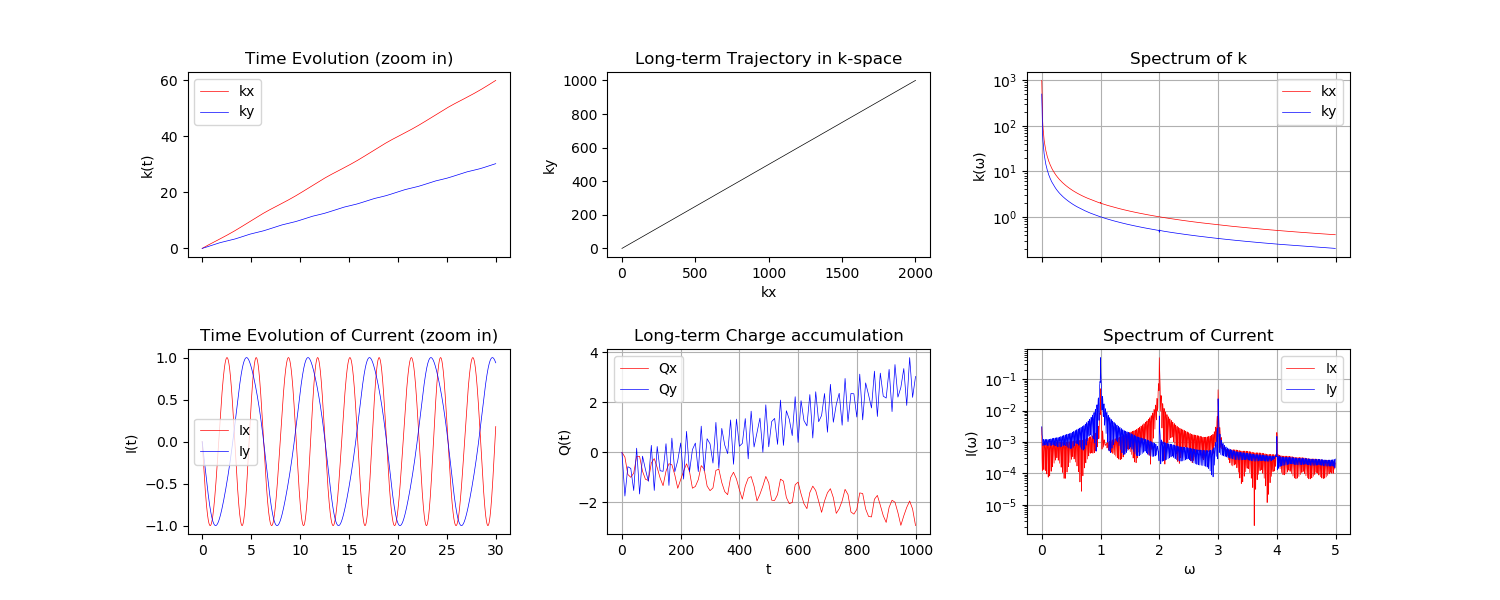 Time Evolution (zoom in)
k(t)
60
40
20
0
kx
ky
Long-term Trajectory in k-space
ky
1000
800
600
400
200
0
0 500 1000 1500 2000
kx
Spectrum of k
k(ω)
10³
10²
10¹
10⁰
kx
ky
Time Evolution of Current (zoom in)
I(t)
1.0
0.5
0.0
−0.5
−1.0
Ix
Iy
0 5 10 15 20 25 30
t
Long-term Charge accumulation
Q(t)
4
2
0
−2
Qx
Qy
0 200 400 600 800 1000
t
Spectrum of Current
I(ω)
10⁻¹
10⁻²
10⁻³
10⁻⁴
10⁻⁵
Ix
Iy
0 1 2 3 4 5
ω